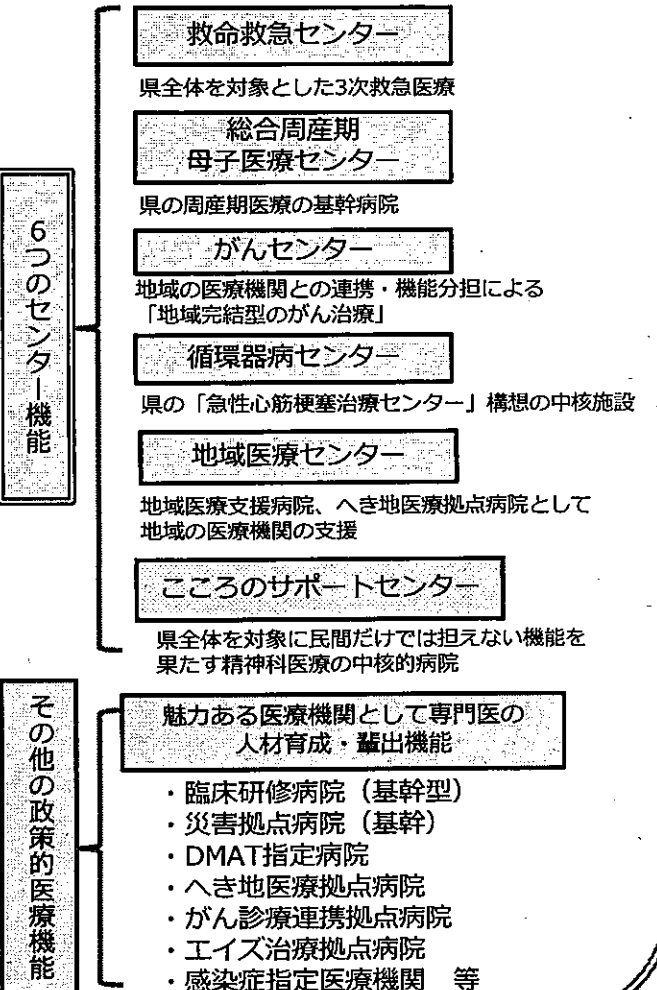 6つのセンター機能
救命救急センター
県全体を対象とした3次救急医療
総合周産期
母子医療センター
県の周産期医療の基幹病院
がんセンター
地域の医療機関との連携・機能分担による
「地域完結型のがん治療」
循環器病センター
県の「急性心筋梗塞治療センター」構想の中核施設
地域医療センター
地域医療支援病院、へき地医療拠点病院として
地域の医療機関の支援
こころのサポートセンター
県全体を対象に民間だけでは担えない機能を
果たす精神科医療の中核的病院
その他の政策的医療機能
魅力ある医療機関として専門医の
人材育成・輩出機能
・臨床研修病院（基幹型）
・災害拠点病院（基幹）
・DMAT指定病院
・へき地医療拠点病院
・がん診療連携拠点病院
・エイズ治療拠点病院
・感染症指定医療機関　等